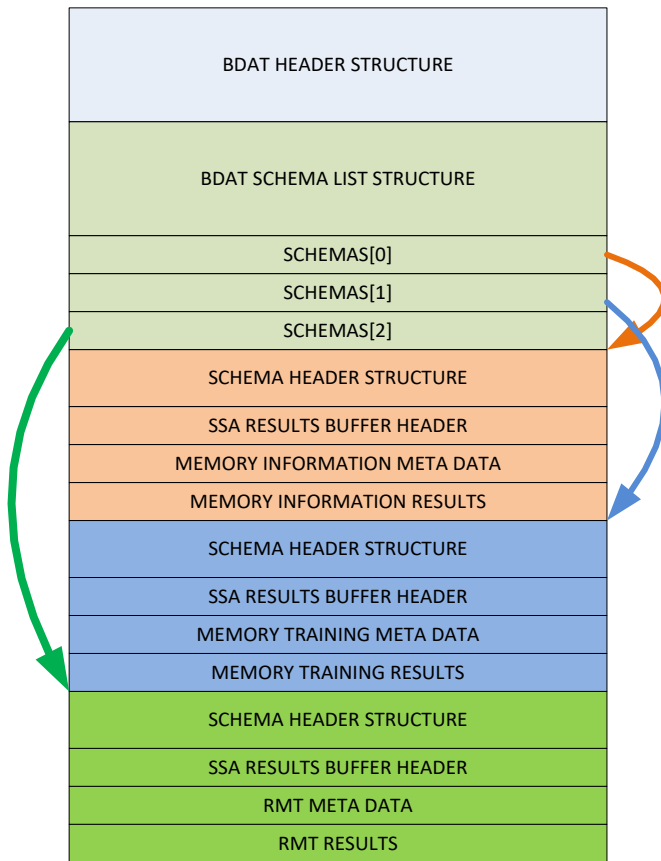 BDAT HEADER STRUCTURE
BDAT SCHEMA LIST STRUCTURE
SCHEMAS[0]
SCHEMAS[1]
SCHEMAS[2]
SCHEMA HEADER STRUCTURE
SSA RESULTS BUFFER HEADER
MEMORY INFORMATION META DATA
MEMORY INFORMATION RESULTS
SCHEMA HEADER STRUCTURE
SSA RESULTS BUFFER HEADER
MEMORY TRAINING META DATA
MEMORY TRAINING RESULTS
SCHEMA HEADER STRUCTURE
SSA RESULTS BUFFER HEADER
RMT META DATA
RMT RESULTS